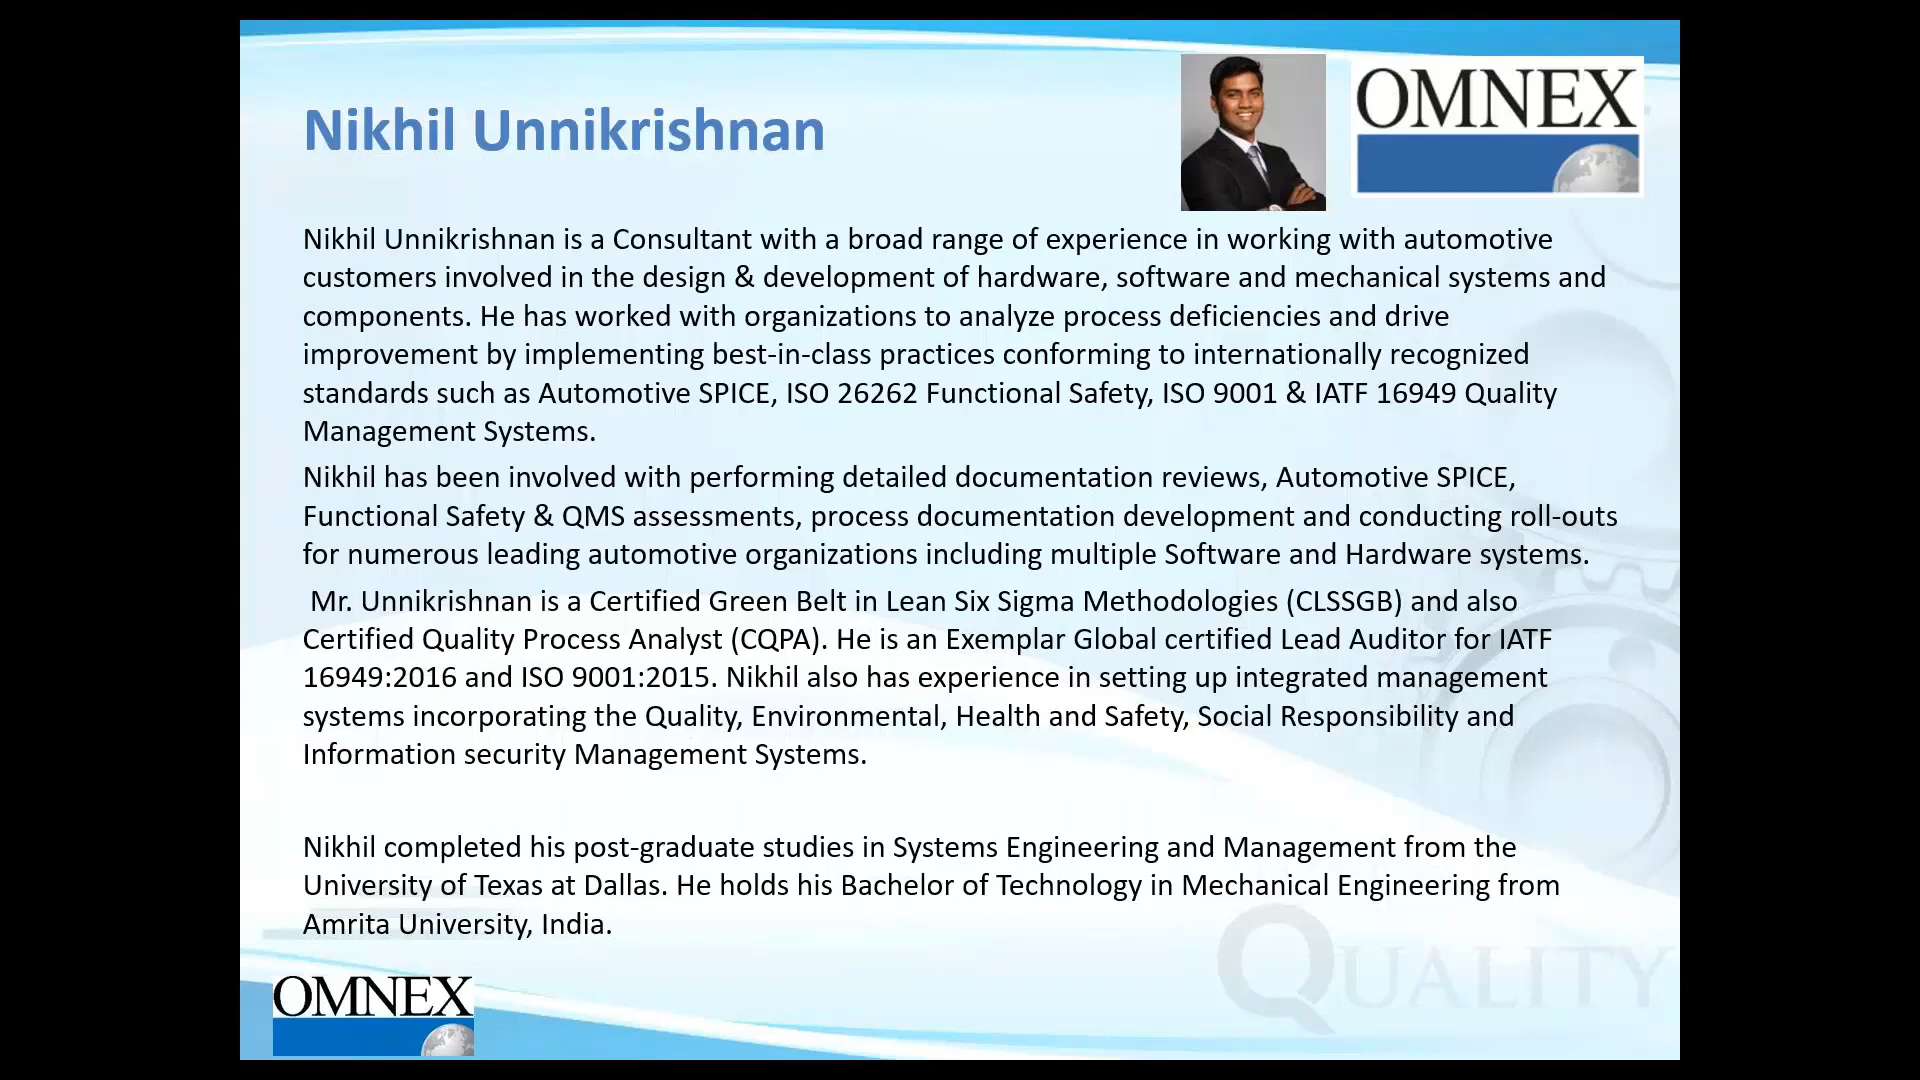 Nikhil Unnikrishnan
OMNEX
Nikhil Unnikrishnan is a Consultant with a broad range of experience in working with automotive
customers involved in the design & development of hardware, software and mechanical systems and
components. He has worked with organizations to analyze process deficiencies and drive
improvement by implementing best-in-class practices conforming to internationally recognized
standards such as Automotive SPICE, ISO 26262 Functional Safety, ISO 9001 & IATF 16949 Quality
Management Systems.
Nikhil has been involved with performing detailed documentation reviews, Automotive SPICE,
Functional Safety & QMS assessments, process documentation development and conducting roll-outs
for numerous leading automotive organizations including multiple Software and Hardware systems.
Mr. Unnikrishnan is a Certified Green Belt in Lean Six Sigma Methodologies (CLSSGB) and also
Certified Quality Process Analyst (CQPA). He is an Exemplar Global certified Lead Auditor for IATF
16949:2016 and ISO 9001:2015. Nikhil also has experience in setting up integrated management
systems incorporating the Quality, Environmental, Health and Safety, Social Responsibility and
Information security Management Systems.
Nikhil completed his post-graduate studies in Systems Engineering and Management from the
University of Texas at Dallas. He holds his Bachelor of Technology in Mechanical Engineering from
Amrita University, India.
QUALITY
OMNEX